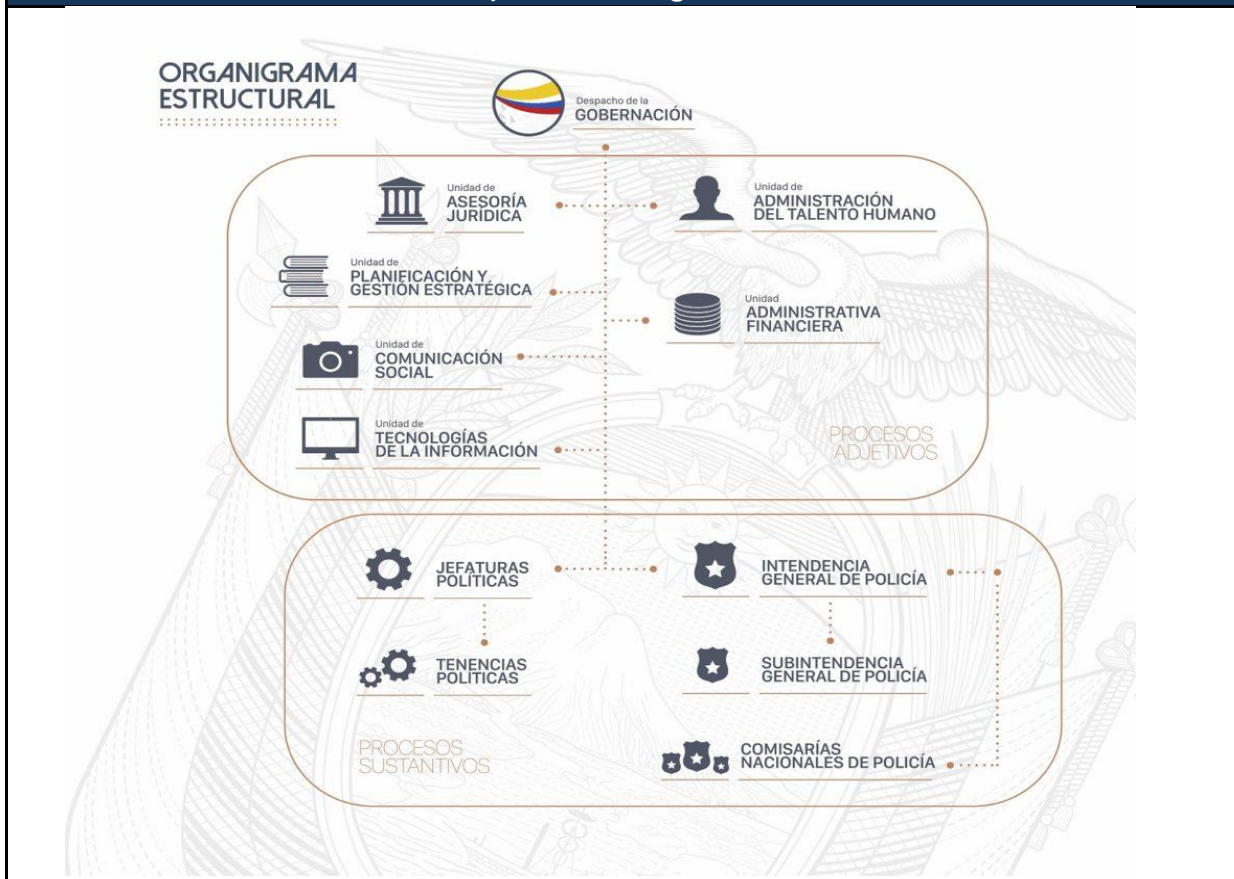 ORGANIGRAMA
ESTRUCTURAL
Despacho de la
GOBERNACIÓN
Unidad de
ASESORÍA
JURÍDICA
Unidad de
ADMINISTRACIÓN
DEL TALENTO HUMANO
Unidad de
PLANIFICACIÓN Y
GESTIÓN ESTRATÉGICA
Unidad
ADMINISTRATIVA
FINANCIERA
Unidad de
COMUNICACIÓN
SOCIAL
Unidad de
TECNOLOGÍAS
DE LA INFORMACIÓN
PROCESOS
ADJETIVOS
JEFATURAS
POLÍTICAS
INTENDENCIA
GENERAL DE POLICÍA
TENENCIAS
POLÍTICAS
SUBINTENDENCIA
GENERAL DE POLICÍA
PROCESOS
SUSTANTIVOS
COMISARÍAS
NACIONALES DE POLICÍA